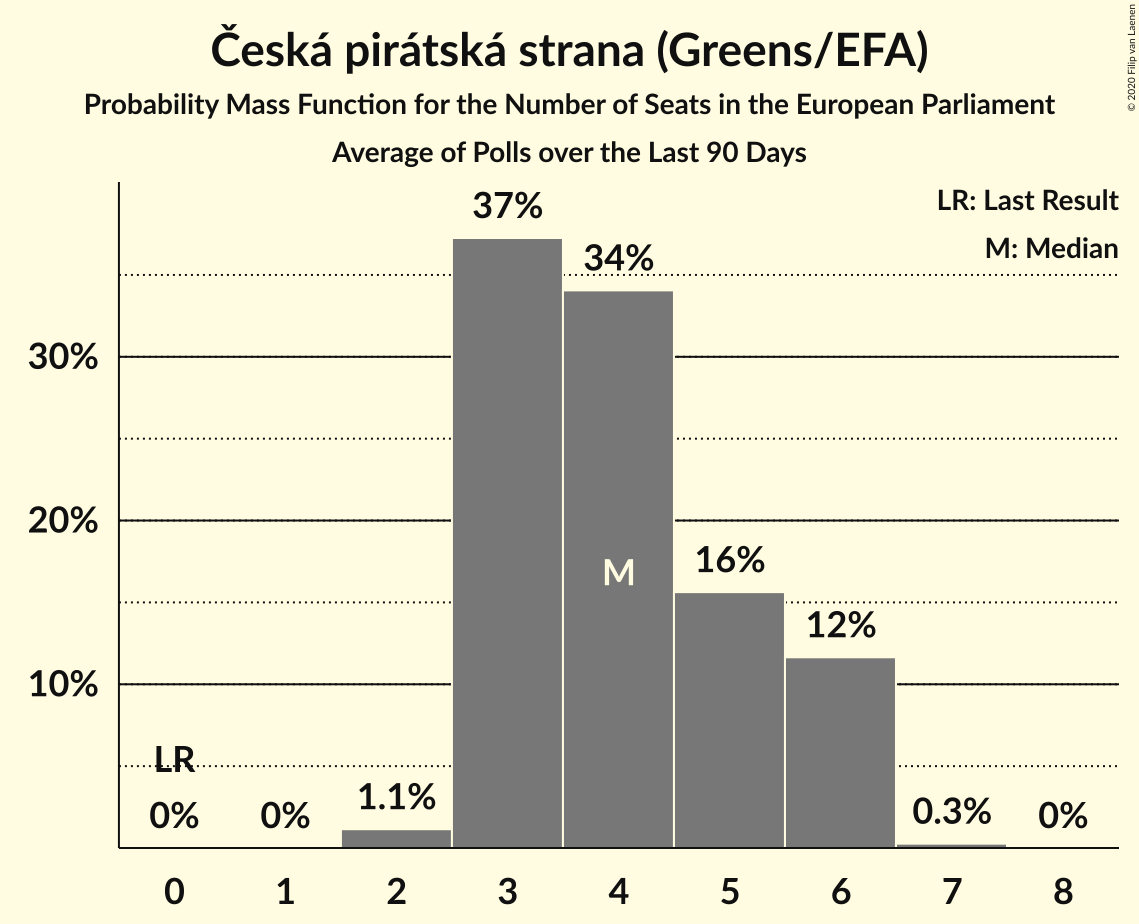 Česká pirátská strana (Greens/EFA)
Probability Mass Function for the Number of Seats in the European Parliament
Average of Polls over the Last 90 Days
© 2020 Filip van Laenen
LR: Last Result
M: Median
37%
34%
30%
20%
16%
M
12%
10%
LR
0%
0%
1.1%
0.3%
0%
0 1 2 3 4 5 6 7 8